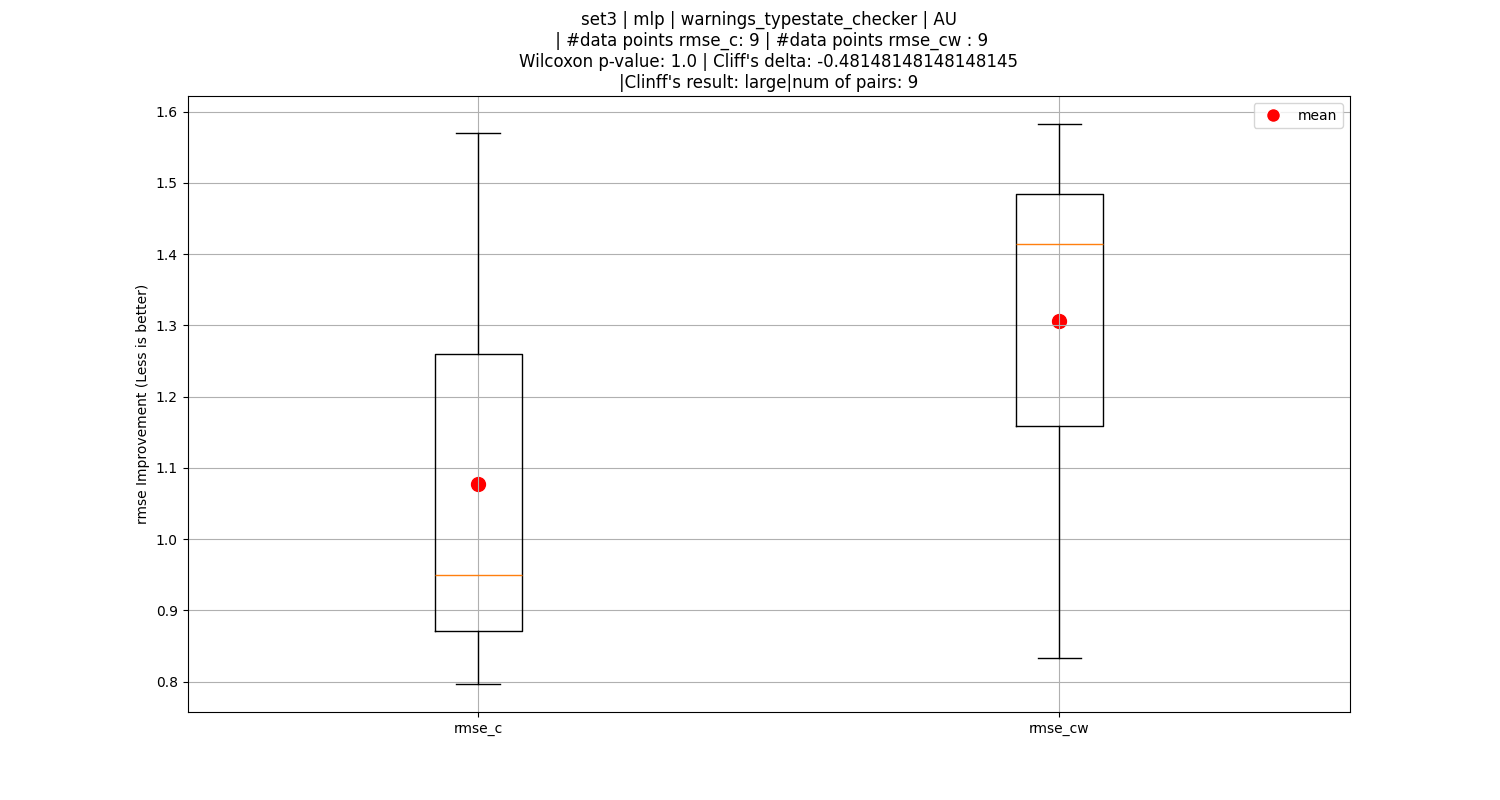 set3 | mlp | warnings_typestate_checker | AU
| #data points rmse_c: 9 | #data points rmse_cw : 9
Wilcoxon p-value: 1.0 | Cliff's delta: -0.48148148148148145
|Clinff's result: large|num of pairs: 9
mean
rmse Improvement (Less is better)
1.6
1.5
1.4
1.3
1.2
1.1
1.0
0.9
0.8
rmse_c
rmse_cw